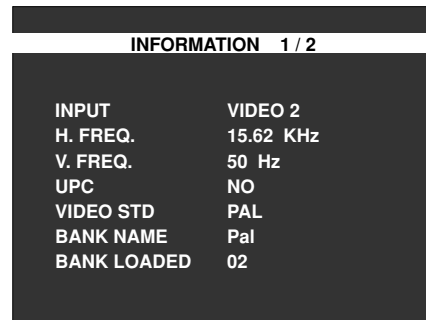 INFORMATION 1 / 2
INPUT VIDEO 2
H. FREQ. 15.62 KHz
V. FREQ. 50 Hz
UPC NO
VIDEO STD PAL
BANK NAME Pal
BANK LOADED 02